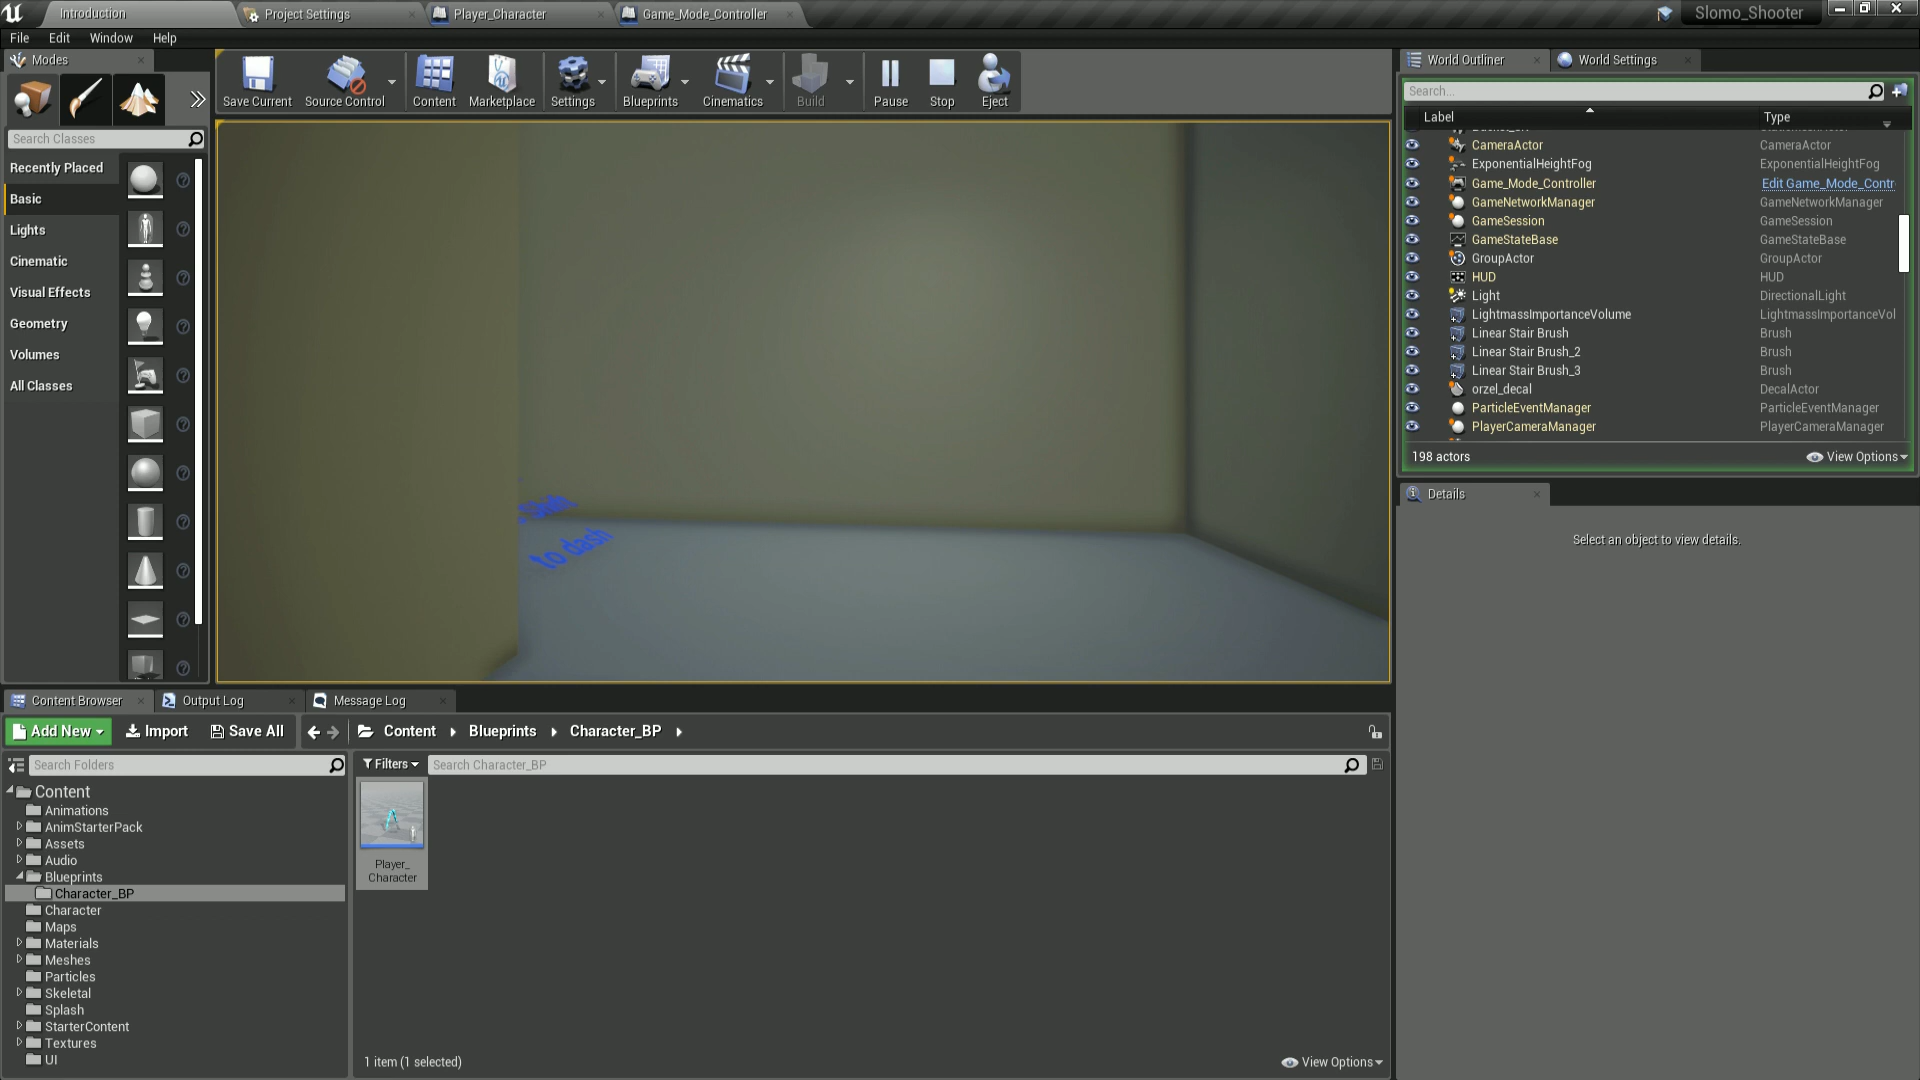 Introduction
Project Settings
Player_Character
Game_Mode_Controller
Slomo_Shooter
File
Edit
Window
Help
Modes
Save Current
Source Control
Content
Marketplace
Settings
Blueprints
Cinematics
Build
Pause
Stop
Eject
Search Classes
Recently Placed
Basic
Lights
Cinematic
Visual Effects
Geometry
Volumes
All Classes
Shift
to dash
World Outliner
World Settings
Search...
Label
Type
CameraActor CameraActor
ExponentialHeightFog ExponentialHeightFog
Game_Mode_Controller Edit Game_Mode_Contr
GameNetworkManager GameNetworkManager
GameSession GameSession
GameStateBase GameStateBase
GroupActor GroupActor
HUD HUD
Light DirectionalLight
LightmassImportanceVolume LightmassImportanceVol
Linear Stair Brush Brush
Linear Stair Brush_2 Brush
Linear Stair Brush_3 Brush
orzel_decal DecalActor
ParticleEventManager ParticleEventManager
PlayerCameraManager PlayerCameraManager
198 actors
View Options
Details
Select an object to view details.
Content Browser
Output Log
Message Log
Add New
Import
Save All
Content
Blueprints
Character_BP
Search Folders
Filters
Search Character_BP
Content
Animations
AnimStarterPack
Assets
Audio
Blueprints
Character_BP
Character
Maps
Materials
Meshes
Particles
Skeletal
Splash
StarterContent
Textures
UI
Player_
Character
1 item (1 selected)
View Options